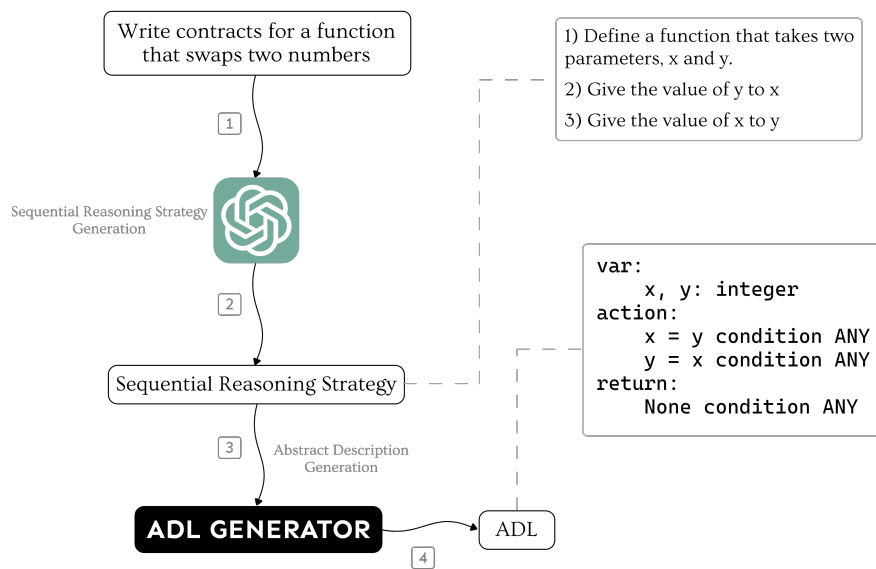 Write contracts for a function
that swaps two numbers
1
Sequential Reasoning Strategy
Generation
2
Sequential Reasoning Strategy
3
Abstract Description
Generation
ADL GENERATOR
4
ADL
1) Define a function that takes two
parameters, x and y.
2) Give the value of y to x
3) Give the value of x to y
var:
    x, y: integer
action:
    x = y condition ANY
    y = x condition ANY
return:
    None condition ANY